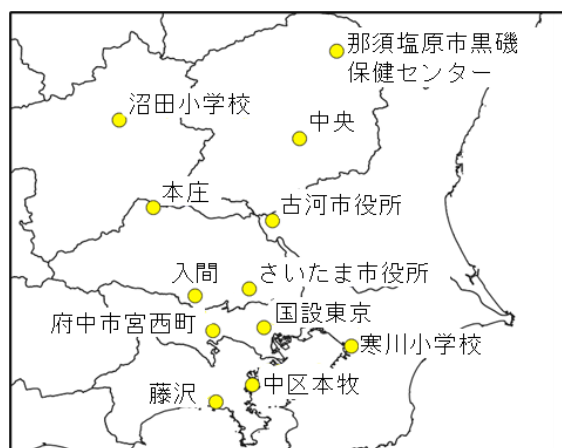 那須塩原市黒磯
保健センター
沼田小学校
中央
本庄
古河市役所
入間
さいたま市役所
府中市宮西町
国設東京
寒川小学校
藤沢
中区本牧